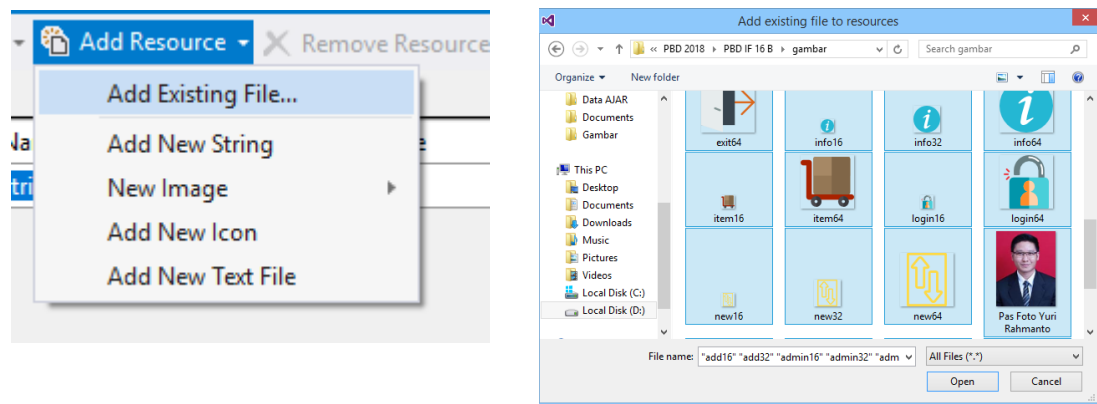 Add Resource
Remove Resource
Add Existing File...
Add New String
New Image
Add New Icon
Add New Text File
Add existing file to resources
« PBD 2018 PBD IF 16 B gambar
Search gambar
Organize
New folder
Data AJAR
Documents
Gambar
This PC
Desktop
Documents
Downloads
Music
Pictures
Videos
Local Disk (C:)
Local Disk (D:)
exit64
info16
info32
info64
item16
item64
login16
login64
new16
new32
new64
Pas Foto Yuri
Rahmanto
File name:
"add16" "add32" "admin16" "admin32" "adm
All Files (*.*)
Open
Cancel